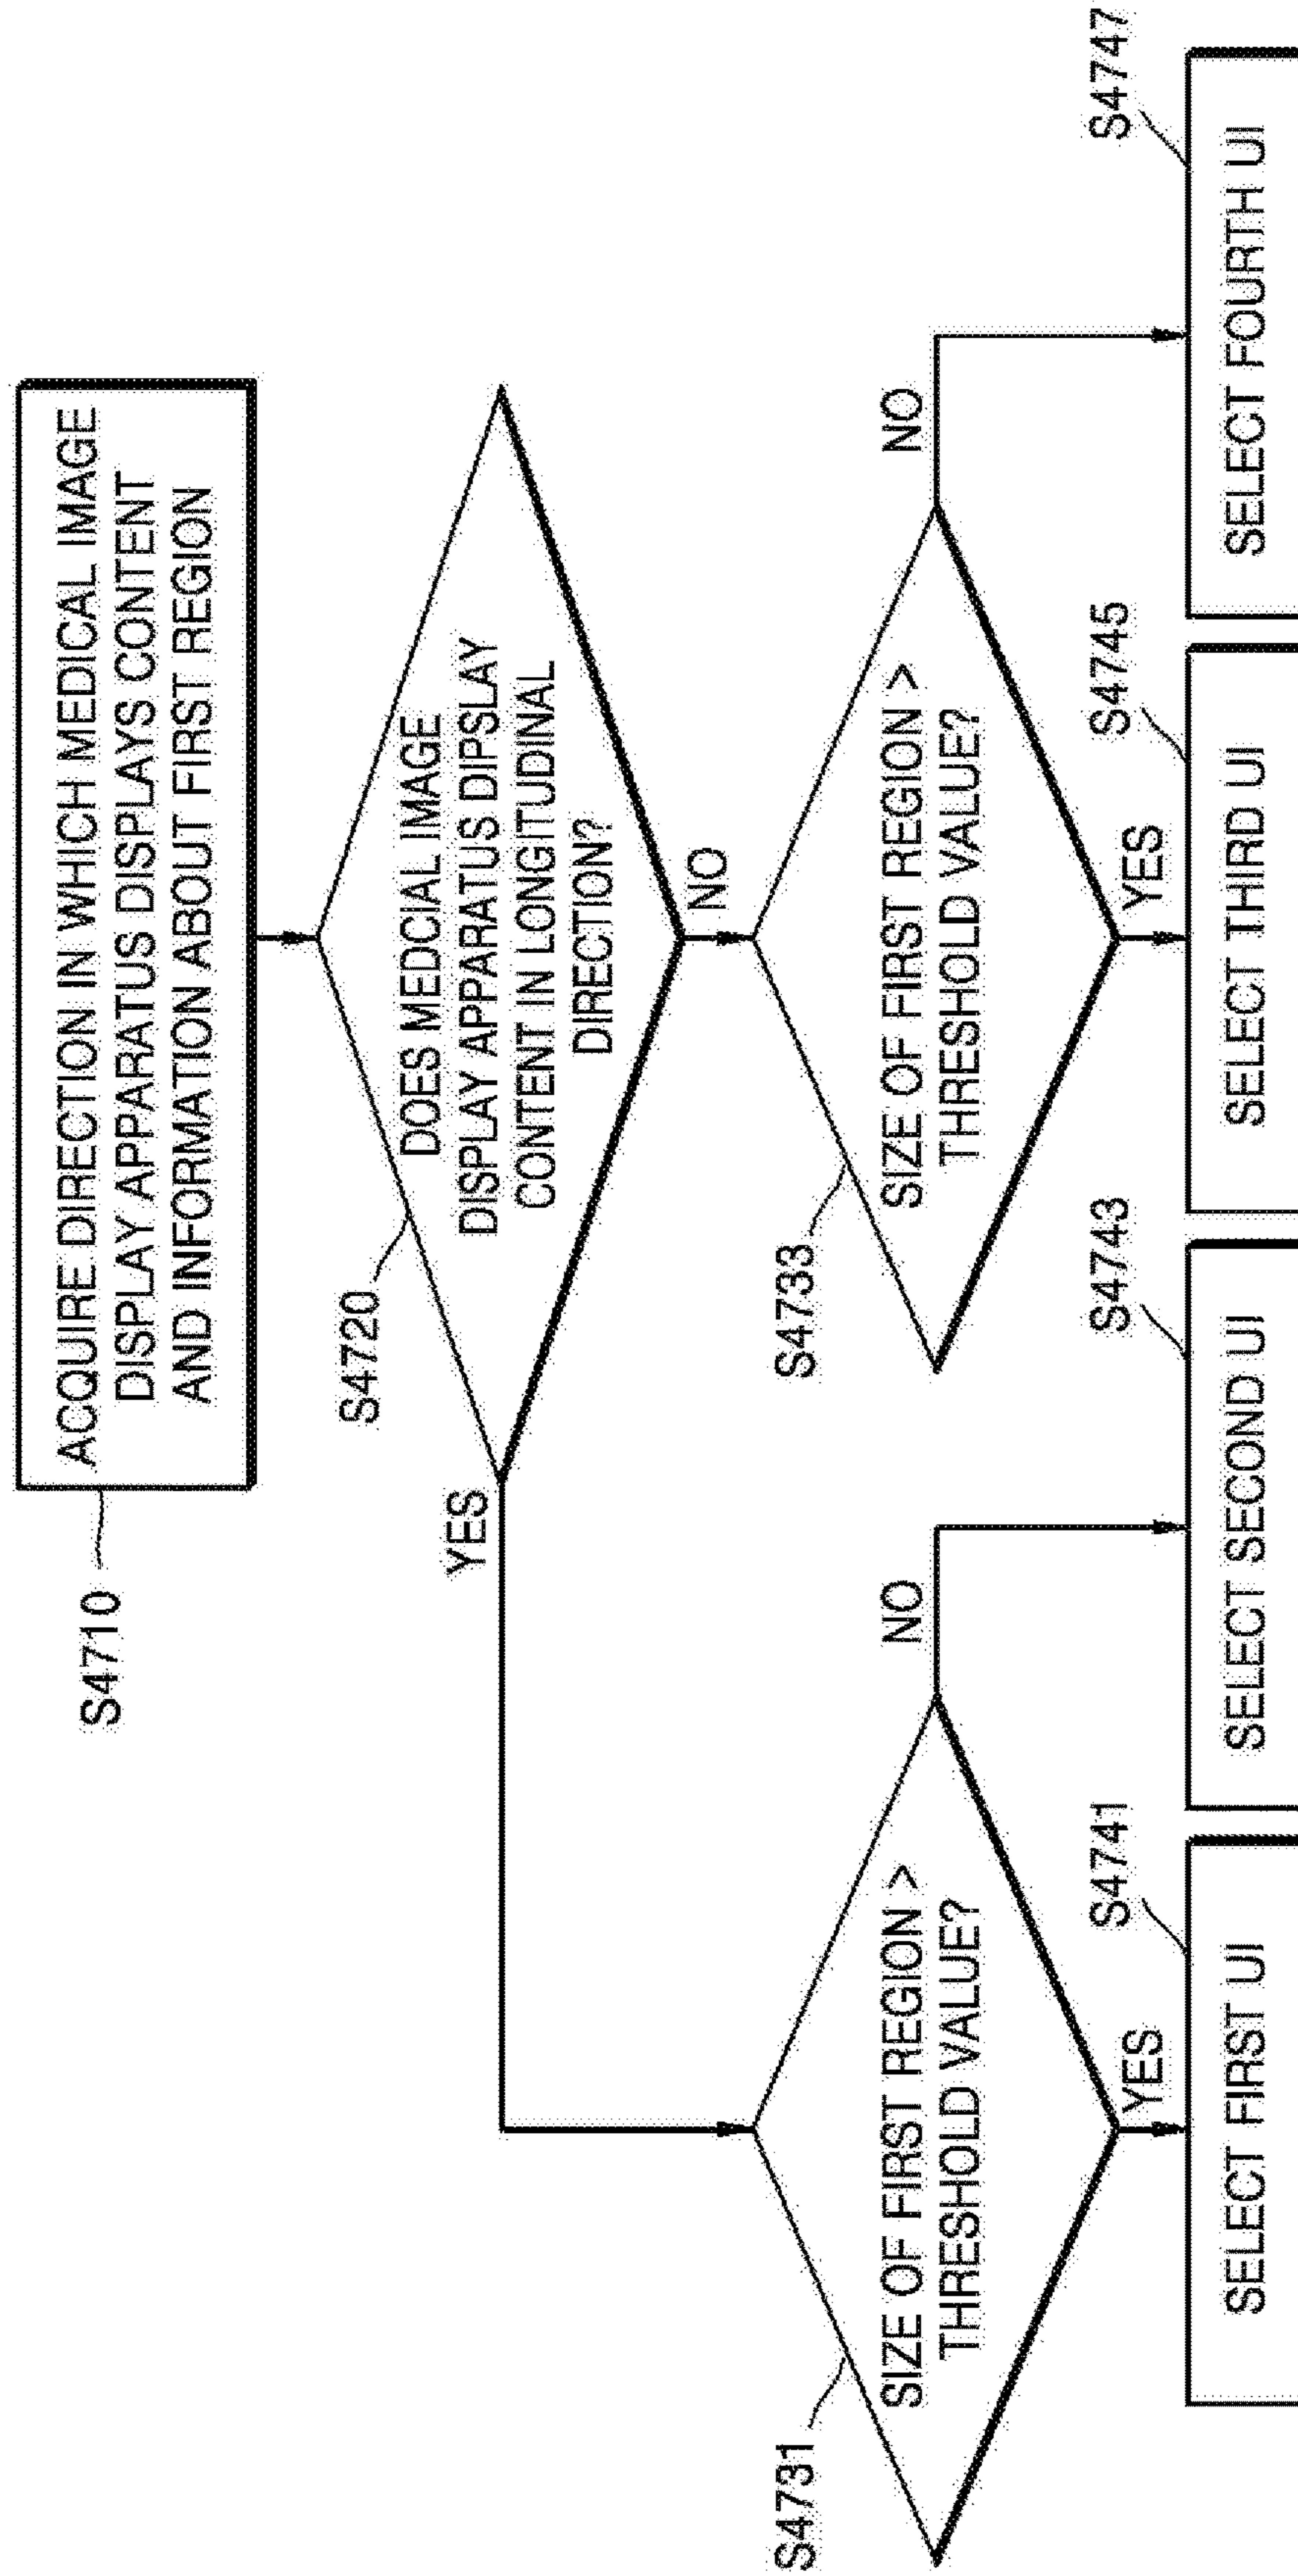 S4710
ACQUIRE DIRECTION IN WHICH MEDICAL IMAGE
DISPLAY APPARATUS DISPLAYS CONTENT
AND INFORMATION ABOUT FIRST REGION
S4720
DOES MEDCIAL IMAGE
DISPLAY APPARATUS DIPSLAY
CONTENT IN LONGITUDINAL
DIRECTION?
YES
NO
S4731
SIZE OF FIRST REGION >
THRESHOLD VALUE?
NO
YES
S4733
SIZE OF FIRST REGION >
THRESHOLD VALUE?
NO
YES
S4741
SELECT FIRST UI
S4743
SELECT SECOND UI
S4745
SELECT THIRD UI
S4747
SELECT FOURTH UI